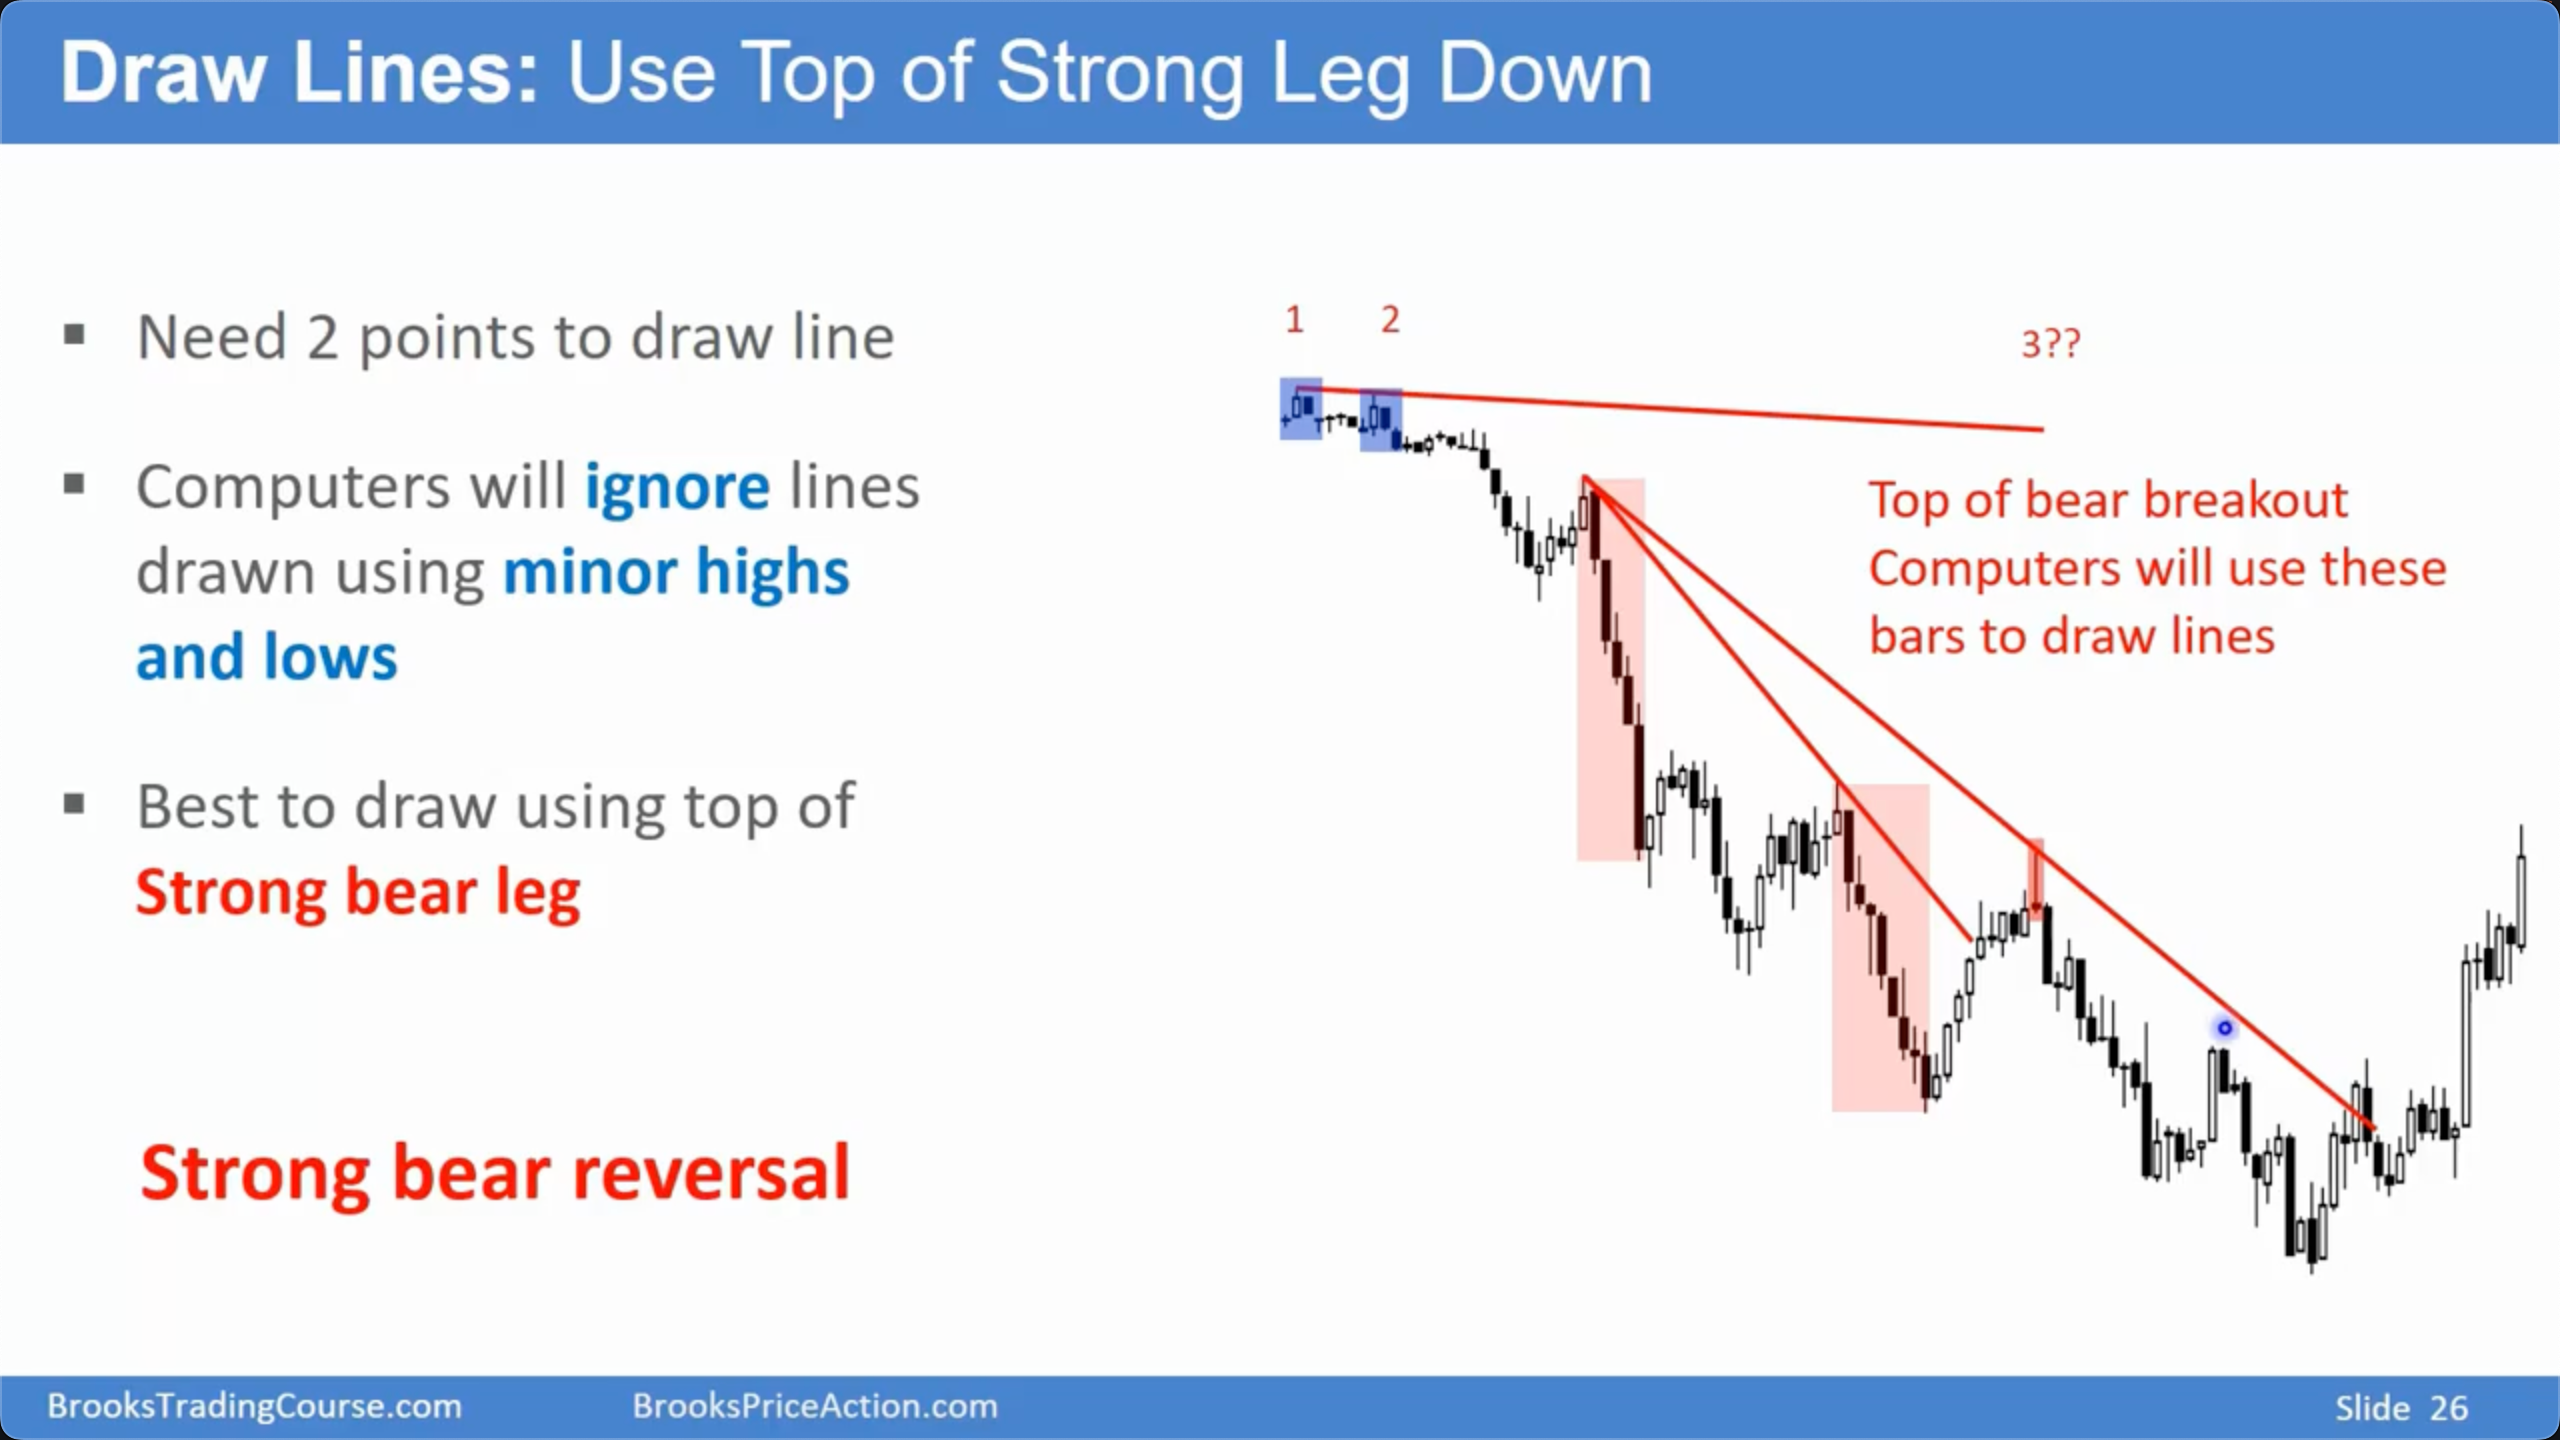 Draw Lines: Use Top of Strong Leg Down
Need 2 points to draw line
Computers will ignore lines
drawn using minor highs
and lows
Best to draw using top of
Strong bear leg
Strong bear reversal
1
2
3??
Top of bear breakout
Computers will use these
bars to draw lines
BrooksTradingCourse.com
BrooksPriceAction.com
Slide 26